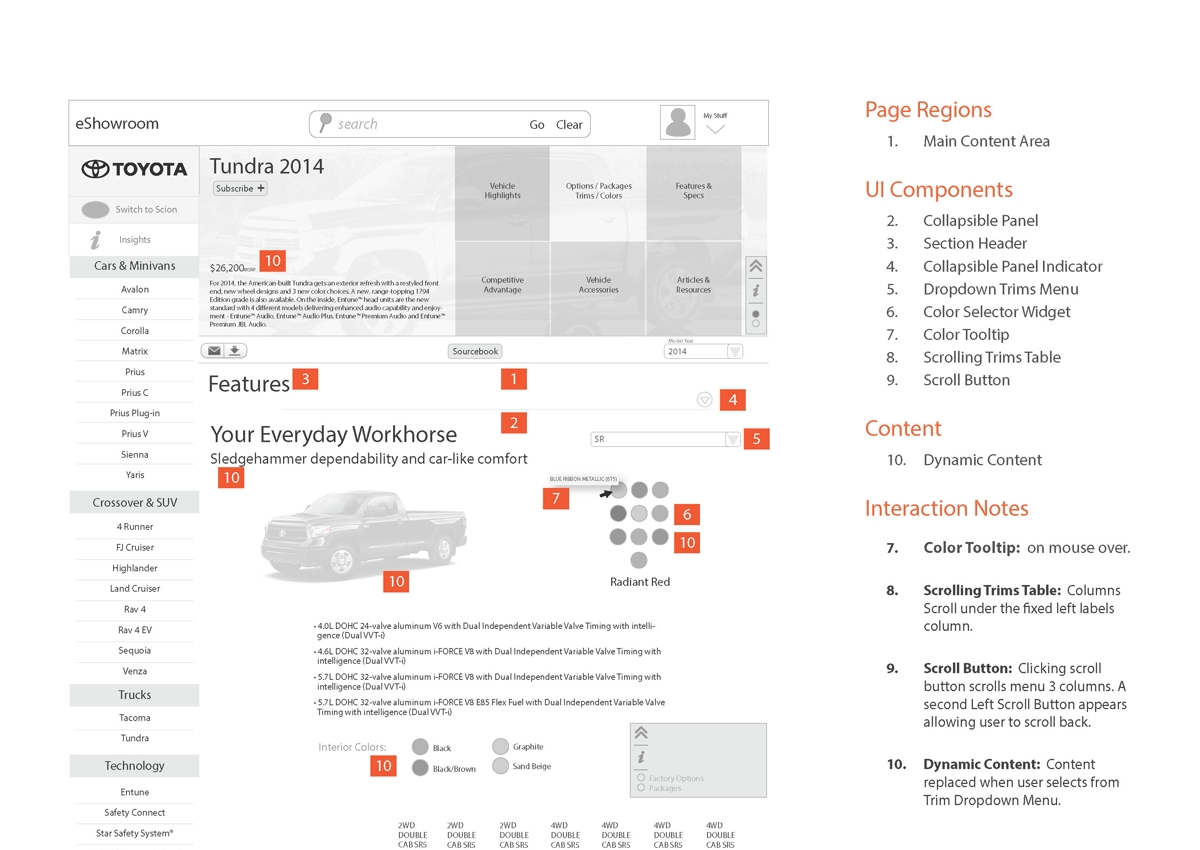 eShowroom
search
Go Clear
My Stuff
TOYOTA
Switch to Scion
Insights
Cars & Minivans
Avalon
Camry
Corolla
Matrix
Prius
Prius C
Prius Plug-in
Prius V
Sienna
Yaris
Crossover & SUV
4 Runner
FJ Cruiser
Highlander
Land Cruiser
Rav 4
Rav 4 EV
Sequoia
Venza
Trucks
Tacoma
Tundra
Technology
Entune
Safety Connect
Star Safety System®
Tundra 2014
Subscribe +
$26,200 MSRP
10
For 2014, the American-built Tundra gets an exterior refresh with a restyled front
end, new wheel designs and 3 new color choices. A new, range-topping 1794
Edition grade is also available. On the inside, Entune™ head units are the new
standard with 4 different models delivering enhanced audio capability and enjoy-
ment - Entune™ Audio, Entune™ Audio Plus, Entune™ Premium Audio and Entune™
Premium JBL Audio.
Vehicle
Highlights
Options / Packages
Trims / Colors
Features &
Specs
Competitive
Advantage
Vehicle
Accessories
Articles &
Resources
i
Sourcebook
Model Year
2014
Features
3
1
4
2
Your Everyday Workhorse
SR
5
Sledgehammer dependability and car-like comfort
10
BLUE RIBBON METALLIC (8T5)
7
6
10
10
Radiant Red
• 4.0L DOHC 24-valve aluminum V6 with Dual Independent Variable Valve Timing with intelli-
gence (Dual VVT-i)
• 4.6L DOHC 32-valve aluminum i-FORCE V8 with Dual Independent Variable Valve Timing with
intelligence (Dual VVT-i)
• 5.7L DOHC 32-valve aluminum i-FORCE V8 with Dual Independent Variable Valve Timing with
intelligence (Dual VVT-i)
• 5.7L DOHC 32-valve aluminum i-FORCE V8 E85 Flex Fuel with Dual Independent Variable Valve
Timing with intelligence (Dual VVT-i)
Interior Colors:
10
Black
Graphite
Black/Brown
Sand Beige
i
Factory Options
Packages
2WD
DOUBLE
CAB SR5
2WD
DOUBLE
CAB SR5
2WD
DOUBLE
CAB SR5
4WD
DOUBLE
CAB SR5
4WD
DOUBLE
CAB SR5
4WD
DOUBLE
CAB SR5
4WD
DOUBLE
CAB SR5
Page Regions
1. Main Content Area
UI Components
2. Collapsible Panel
3. Section Header
4. Collapsible Panel Indicator
5. Dropdown Trims Menu
6. Color Selector Widget
7. Color Tooltip
8. Scrolling Trims Table
9. Scroll Button
Content
10. Dynamic Content
Interaction Notes
7. Color Tooltip: on mouse over.
8. Scrolling Trims Table: Columns
Scroll under the fixed left labels
column.
9. Scroll Button: Clicking scroll
button scrolls menu 3 columns. A
second Left Scroll Button appears
allowing user to scroll back.
10. Dynamic Content: Content
replaced when user selects from
Trim Dropdown Menu.